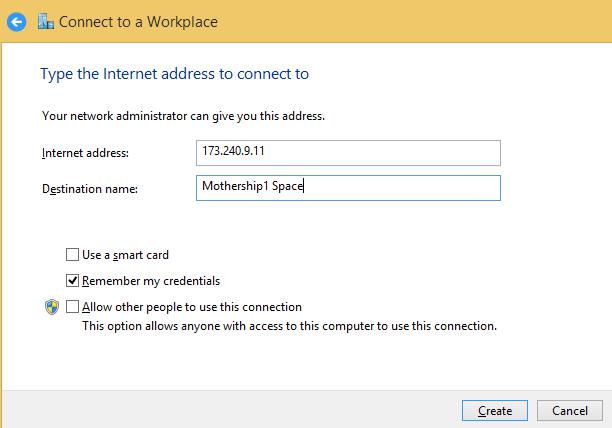 Connect to a Workplace
Type the Internet address to connect to
Your network administrator can give you this address.
Internet address: 173.240.9.11
Destination name: Mothership1 Space
Use a smart card
Remember my credentials
Allow other people to use this connection
This option allows anyone with access to this computer to use this connection.
Create Cancel